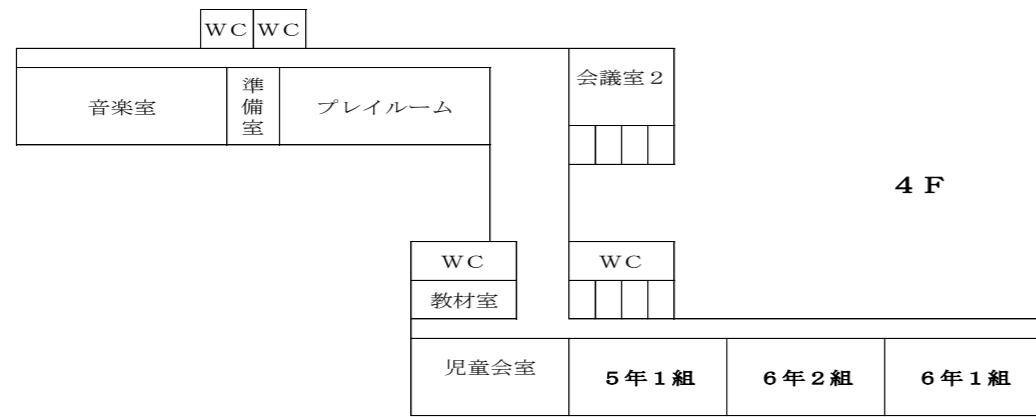 ＷＣ ＷＣ
会議室２
音楽室
準備室
プレイルーム
４Ｆ
ＷＣ
ＷＣ
教材室
児童会室
５年１組
６年２組
６年１組